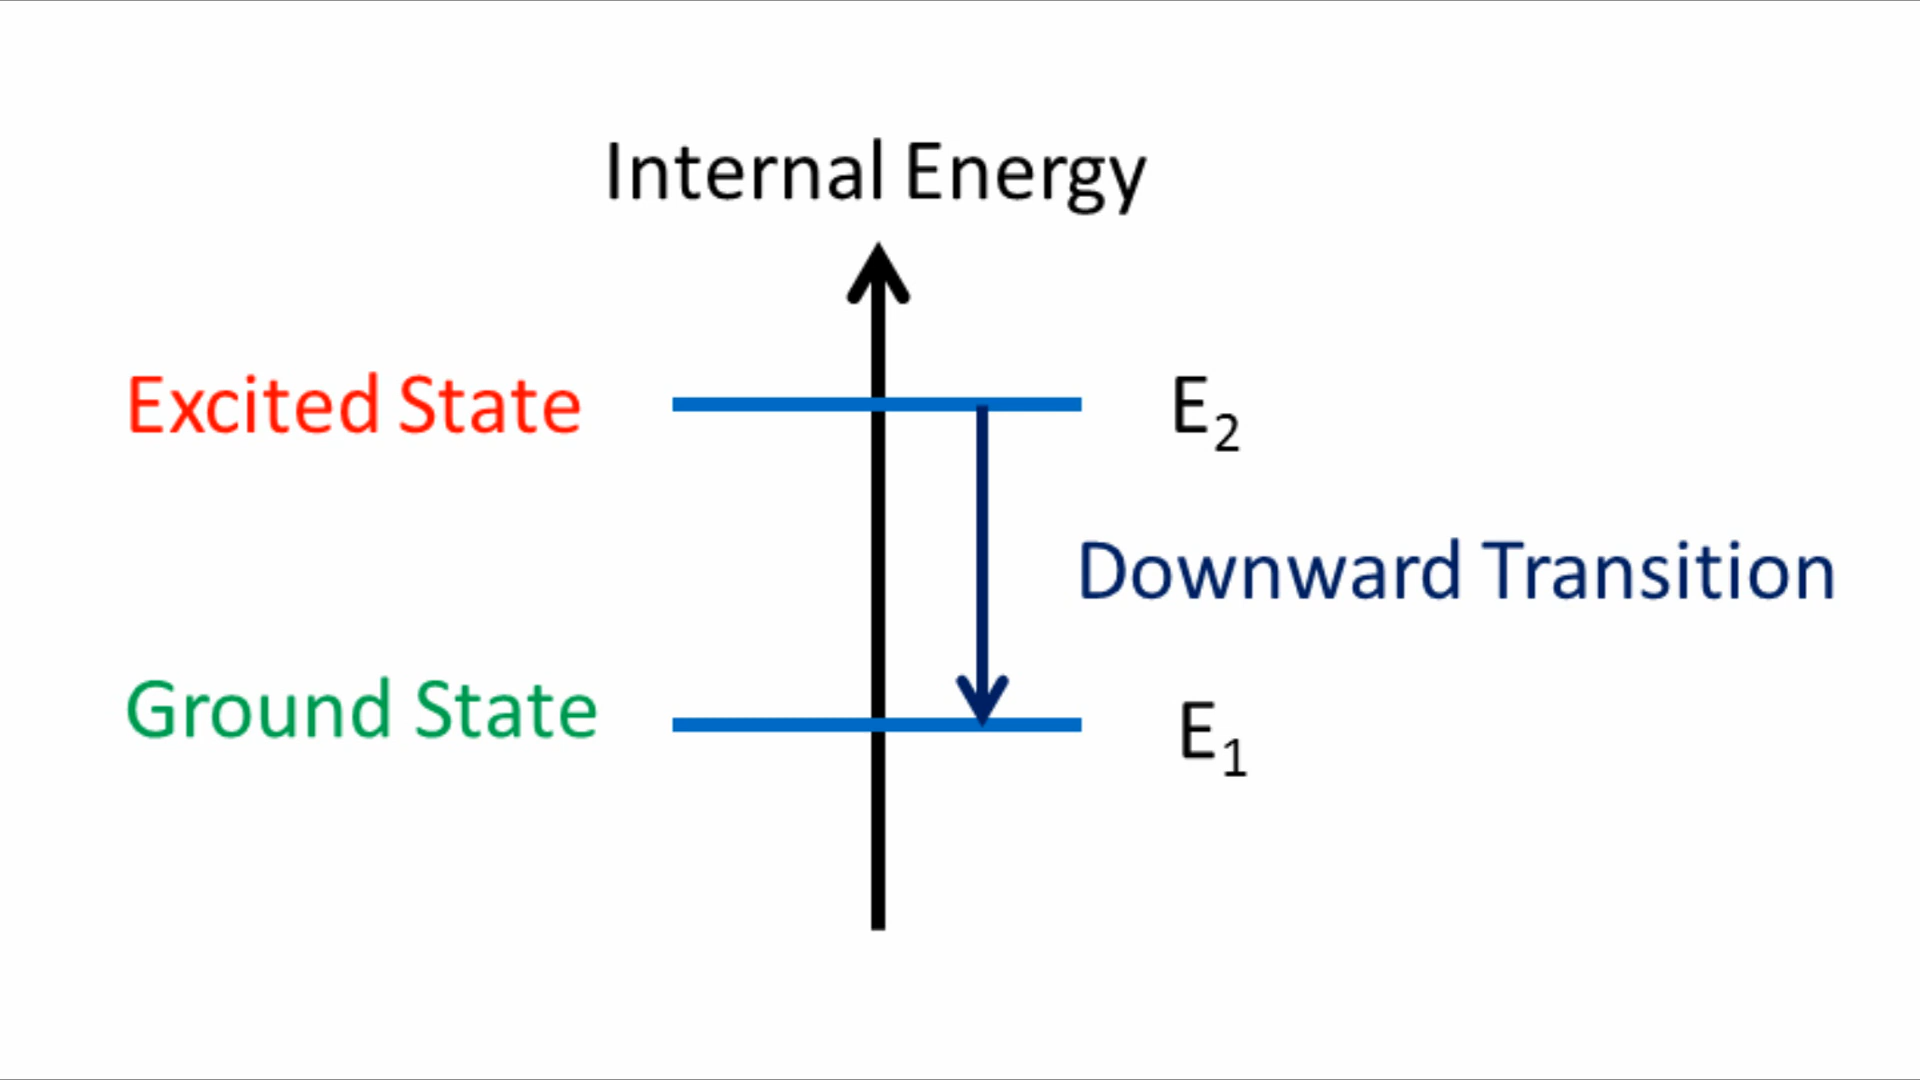 Internal Energy
Excited State
E₂
Downward Transition
Ground State
E₁